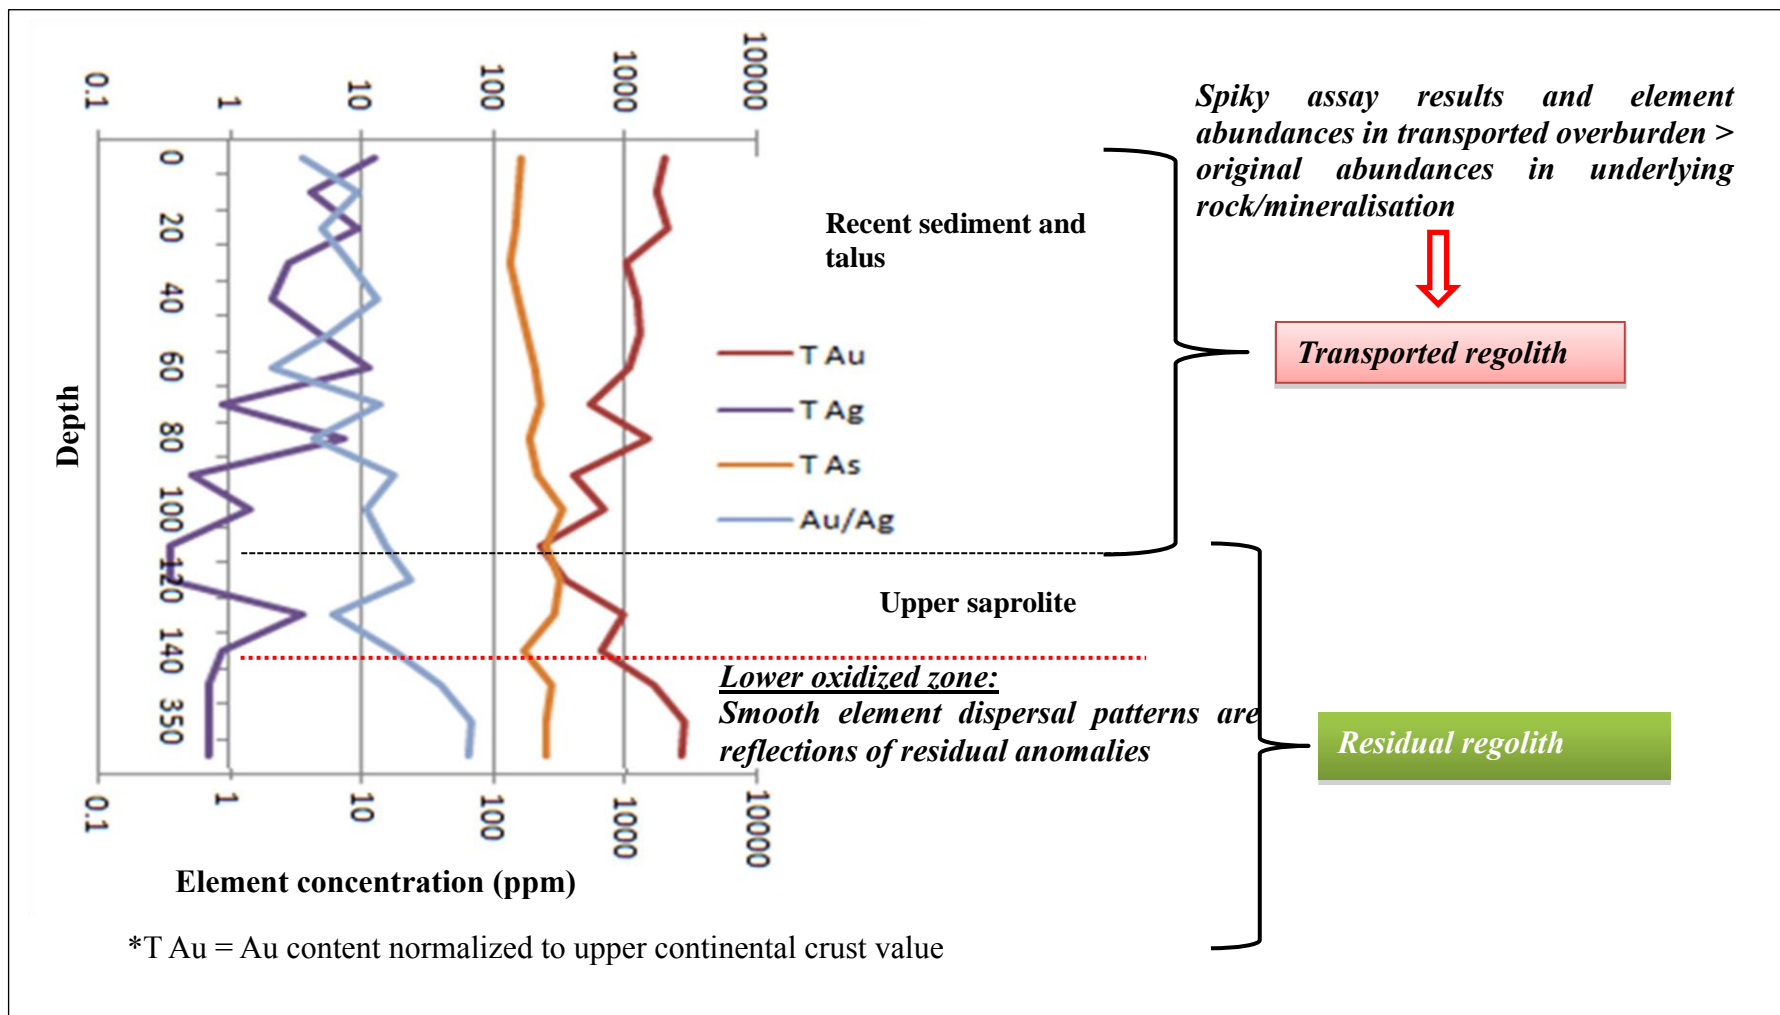 0.1 1 10 100 1000 10000
Spiky assay results and element
abundances in transported overburden >
original abundances in underlying
rock/mineralisation
Transported regolith
Recent sediment and
talus
Depth
0
20
40
60
80
100
120
140
350
T Au
T Ag
T As
Au/Ag
Upper saprolite
Lower oxidized zone:
Smooth element dispersal patterns are
reflections of residual anomalies
Residual regolith
0.1 1 10 100 1000 10000
Element concentration (ppm)
*T Au = Au content normalized to upper continental crust value